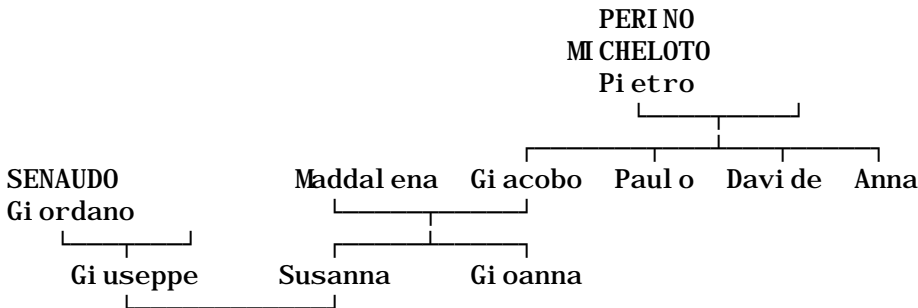 PERINO
MICHELOTO
Pietro
SENAUDO Maddalena Giacobo Paulo Davide Anna
Giordano
Giuseppe Susanna Gioanna